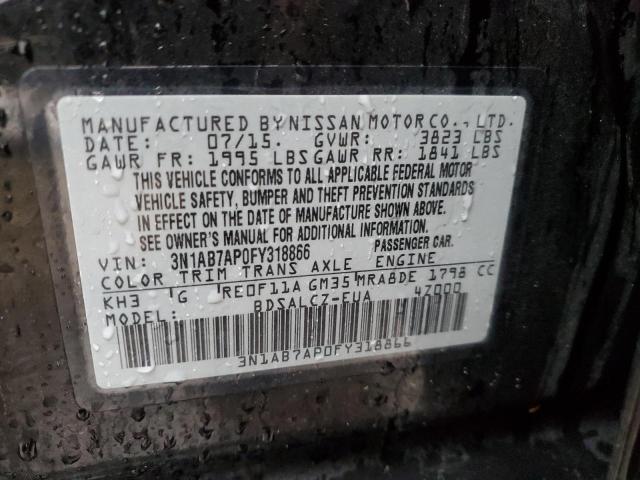 MANUFACTURED BY NISSAN MOTOR CO., LTD.
DATE: 07/15. GVWR: 3823 LBS
GAWR FR: 1995 LBS GAWR RR: 1841 LBS
THIS VEHICLE CONFORMS TO ALL APPLICABLE FEDERAL MOTOR
VEHICLE SAFETY, BUMPER AND THEFT PREVENTION STANDARDS
IN EFFECT ON THE DATE OF MANUFACTURE SHOWN ABOVE.
SEE OWNER'S MANUAL FOR ADDITIONAL INFORMATION.
VIN: 3N1AB7AP0FY318866 PASSENGER CAR.
COLOR TRIM TRANS AXLE ENGINE
KH3 G RE0F11A GM35 MRA8DE 1798 CC
MODEL: BDSALCZ-EUA 47000
3N1AB7AP0FY318866